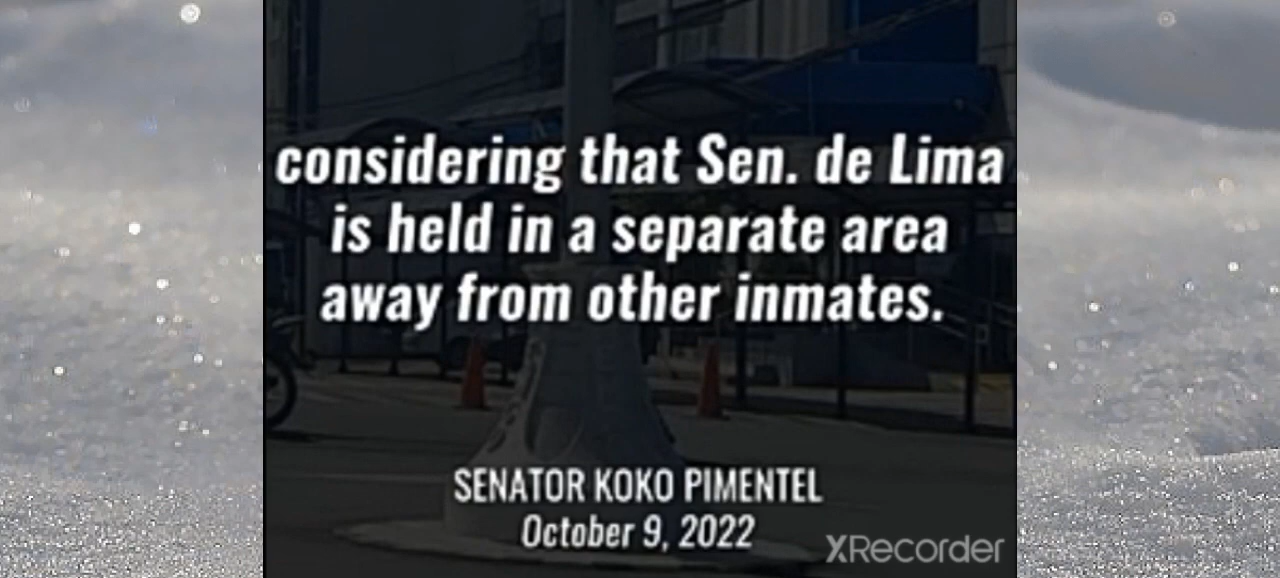 considering that Sen. de Lima
is held in a separate area
away from other inmates.
SENATOR KOKO PIMENTEL
October 9, 2022
XRecorder